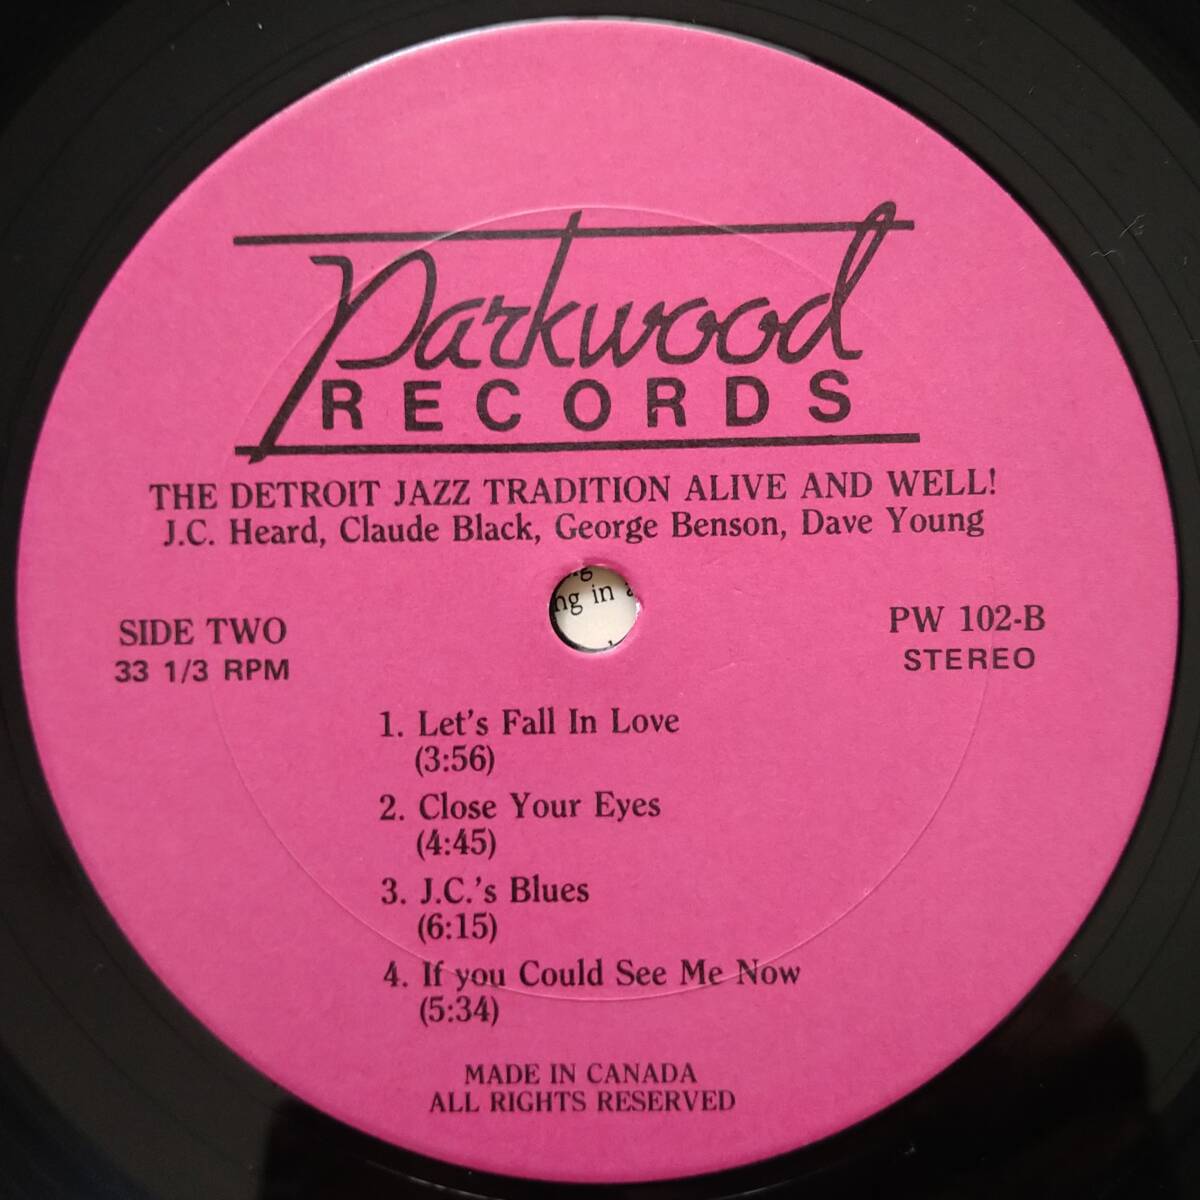 Parkwood
RECORDS
THE DETROIT JAZZ TRADITION ALIVE AND WELL!
J.C. Heard, Claude Black, George Benson, Dave Young
in
SIDE TWO
33 1/3 RPM
PW 102-B
STEREO
1. Let's Fall In Love
(3:56)
2. Close Your Eyes
(4:45)
3. J.C.'s Blues
(6:15)
4. If you Could See Me Now
(5:34)
MADE IN CANADA
ALL RIGHTS RESERVED